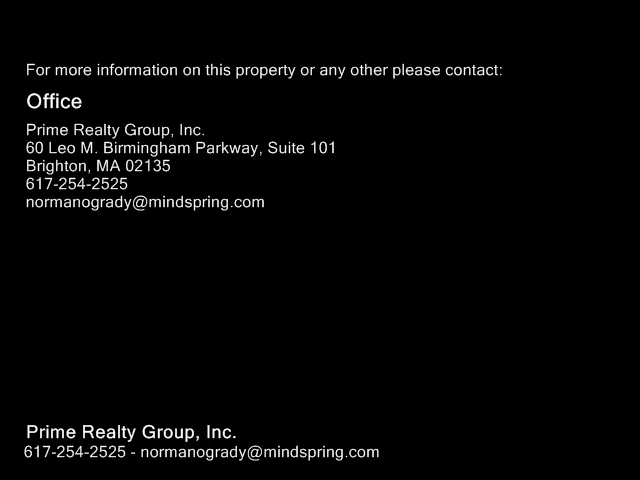 For more information on this property or any other please contact:
Office
Prime Realty Group, Inc.
60 Leo M. Birmingham Parkway, Suite 101
Brighton, MA 02135
617-254-2525
normanogrady@mindspring.com
Prime Realty Group, Inc.
617-254-2525 - normanogrady@mindspring.com